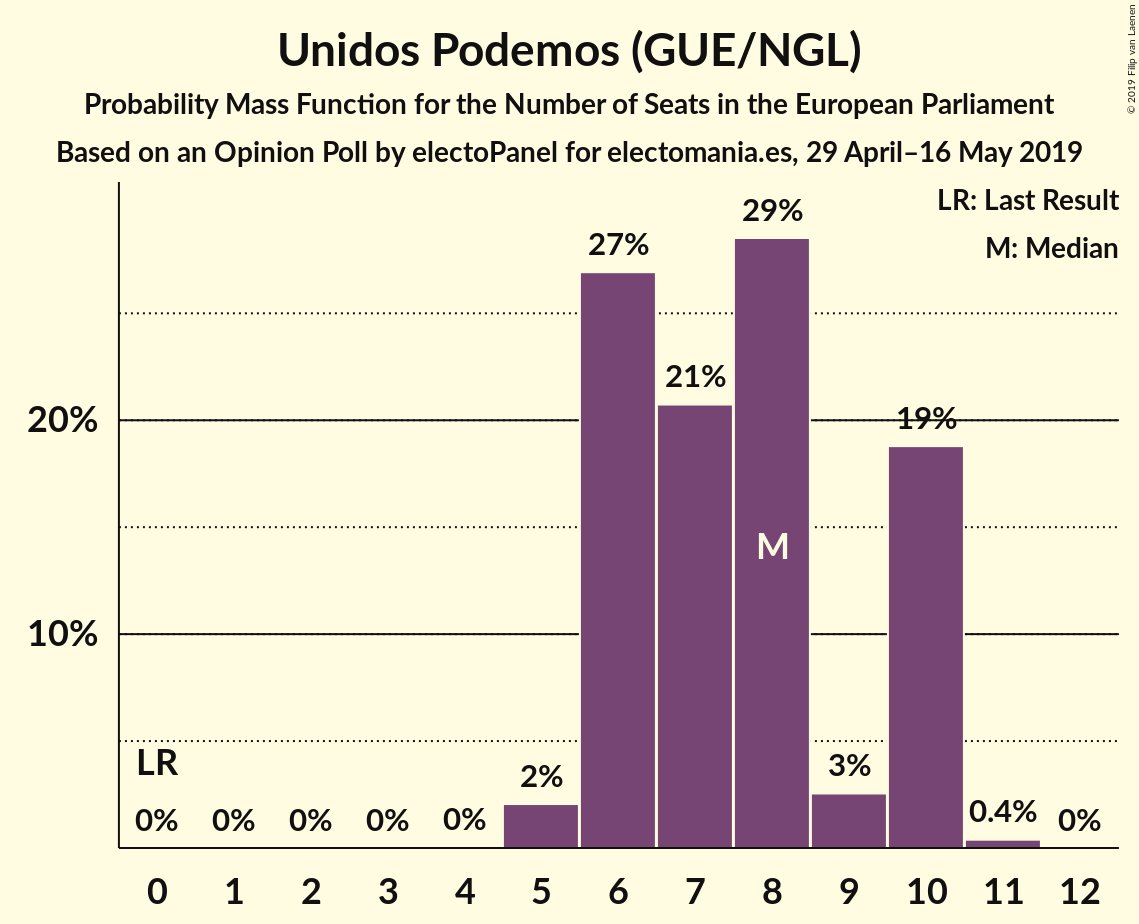 Unidos Podemos (GUE/NGL)
Probability Mass Function for the Number of Seats in the European Parliament
Based on an Opinion Poll by electoPanel for electomania.es, 29 April–16 May 2019
© 2019 Filip van Laenen
LR: Last Result
M: Median
20%
10%
LR
M
0% 0% 0% 0% 0% 2% 27% 21% 29% 3% 19% 0.4% 0%
0 1 2 3 4 5 6 7 8 9 10 11 12